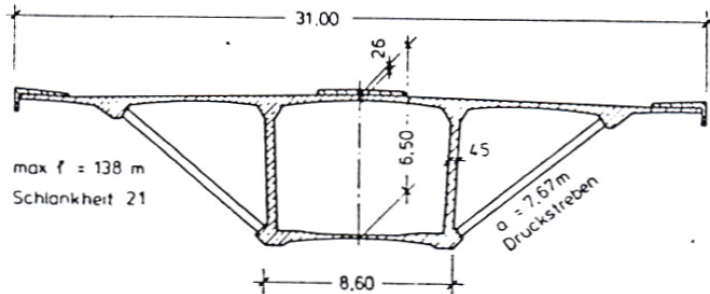 31,00
26
6,50
45
max ℓ = 138 m
Schlankheit 21
a = 7,67m
Druckstreben
8,60